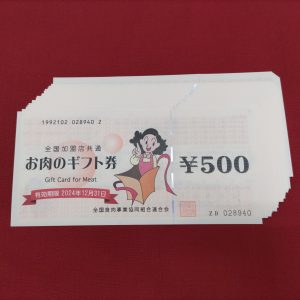 1992102 028940 2
全国加盟店共通
お肉のギフト券
Gift Card for Meat
¥500
有効期限 2024年12月31日
全国食肉事業協同組合連合会
ZD 028940